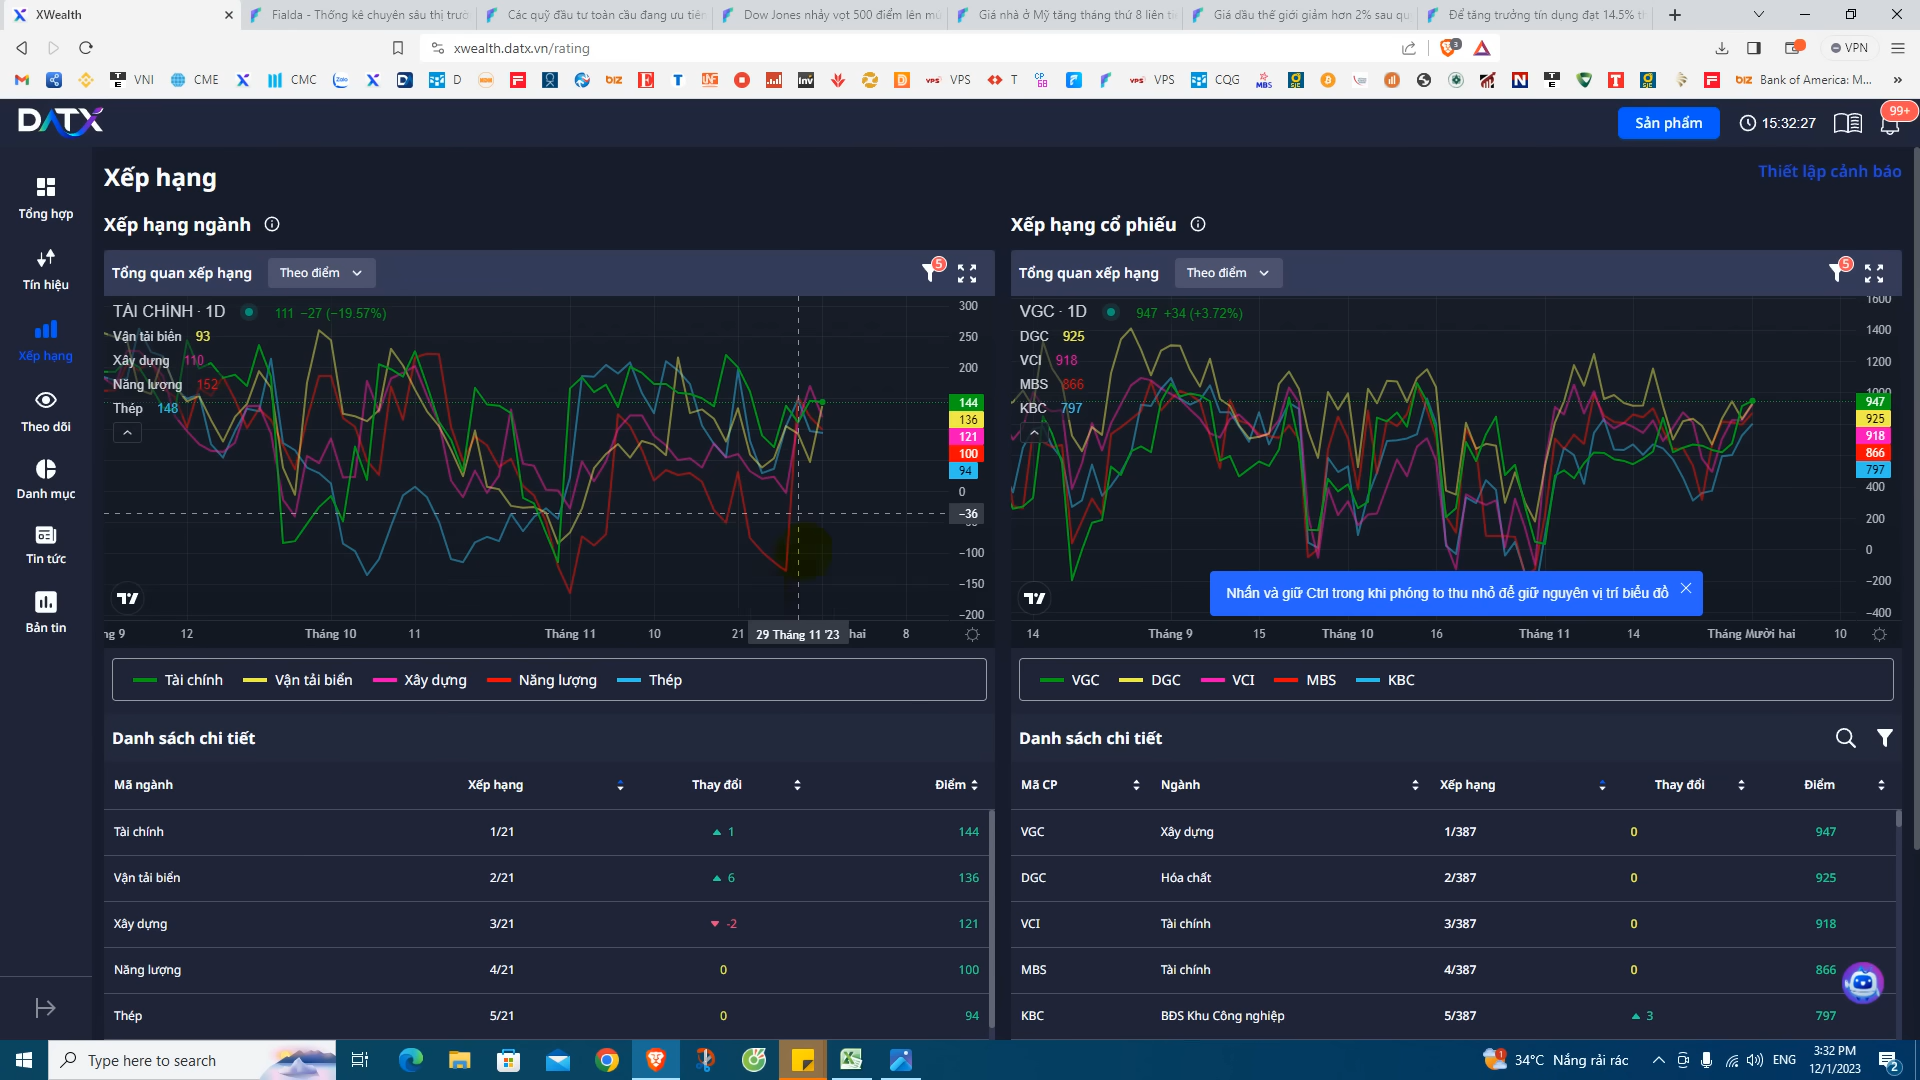 XWealth
Fialda - Thống kê chuyên sâu thị trườ
Các quỹ đầu tư toàn cầu đang ưu tiên
Dow Jones nhảy vọt 500 điểm lên mứ
Giá nhà ở Mỹ tăng tháng thứ 8 liên t
Giá dầu thế giới giảm hơn 2% sau qu
Để tăng trưởng tín dụng đạt 14.5% th
xwealth.datx.vn/rating
VPN
VNI CME CMC D VPS T VPS CQG Bank of America: M... »
DATX
Sản phẩm
15:32:27
99+
Tổng hợp
Tín hiệu
Xếp hạng
Theo dõi
Danh mục
Tin tức
Bản tin
Xếp hạng
Thiết lập cảnh báo
Xếp hạng ngành
Tổng quan xếp hạng Theo điểm 5
TÀI CHÍNH · 1D 111 −27 (−19.57%)
Vận tải biển 93
Xây dựng 110
Năng lượng 152
Thép 148
300
250
200
144
136
121
100
94
0
−36
−100
−150
−200
ng 9 12 Tháng 10 11 Tháng 11 10 21 29 Tháng 11 '23 hai 8
Tài chính Vận tải biển Xây dựng Năng lượng Thép
Danh sách chi tiết
Mã ngành Xếp hạng Thay đổi Điểm
Tài chính 1/21 1 144
Vận tải biển 2/21 6 136
Xây dựng 3/21 -2 121
Năng lượng 4/21 0 100
Thép 5/21 0 94
Xếp hạng cổ phiếu
Tổng quan xếp hạng Theo điểm 5
VGC · 1D 947 +34 (+3.72%)
DGC 925
VCI 918
MBS 866
KBC 797
1600
1400
1200
1000
947
925
918
866
797
400
200
0
−200
−400
Nhấn và giữ Ctrl trong khi phóng to thu nhỏ để giữ nguyên vị trí biểu đồ
14 Tháng 9 15 Tháng 10 16 Tháng 11 14 Tháng Mười hai 10
VGC DGC VCI MBS KBC
Danh sách chi tiết
Mã CP Ngành Xếp hạng Thay đổi Điểm
VGC Xây dựng 1/387 0 947
DGC Hóa chất 2/387 0 925
VCI Tài chính 3/387 0 918
MBS Tài chính 4/387 0 866
KBC BĐS Khu Công nghiệp 5/387 3 797
Type here to search
34°C Nắng rải rác
ENG
3:32 PM
12/1/2023
2